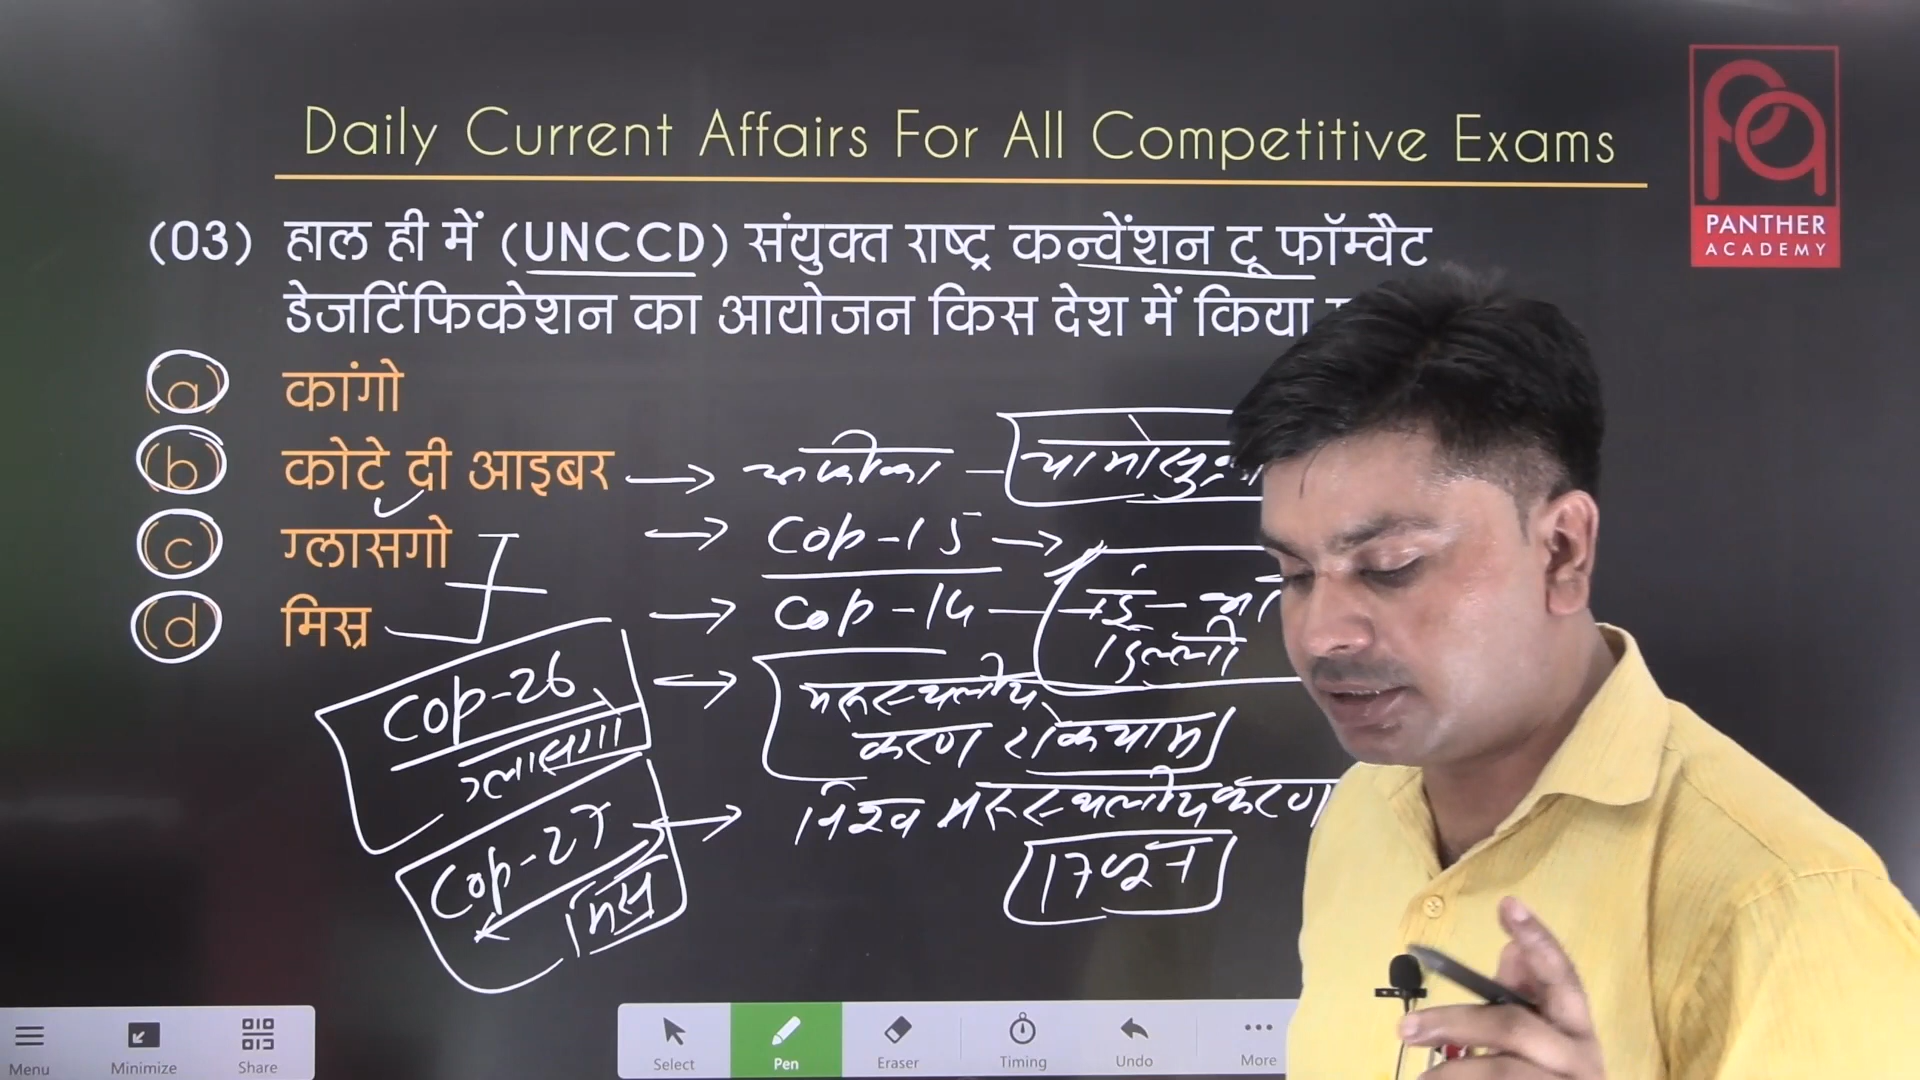 Daily Current Affairs For All Competitive Exams
PANTHER
ACADEMY
(03) हाल ही में (UNCCD) संयुक्त राष्ट्र कन्वेंशन टू फॉम्वैट
डेजर्टिफिकेशन का आयोजन किस देश में किया
(a) कांगो
(b) कोटे दी आइबर
(c) ग्लासगो
(d) मिस्र
अफ्रीका
Cop-15
Cop-14
दिल्ली
मरुस्थलीय
करण रोकथाम
विश्व मरुस्थलीयकरण
17 जून
Cop-26
ग्लासगो
Cop-27
मिस्र
Menu
Minimize
Share
Select
Pen
Eraser
Timing
Undo
More